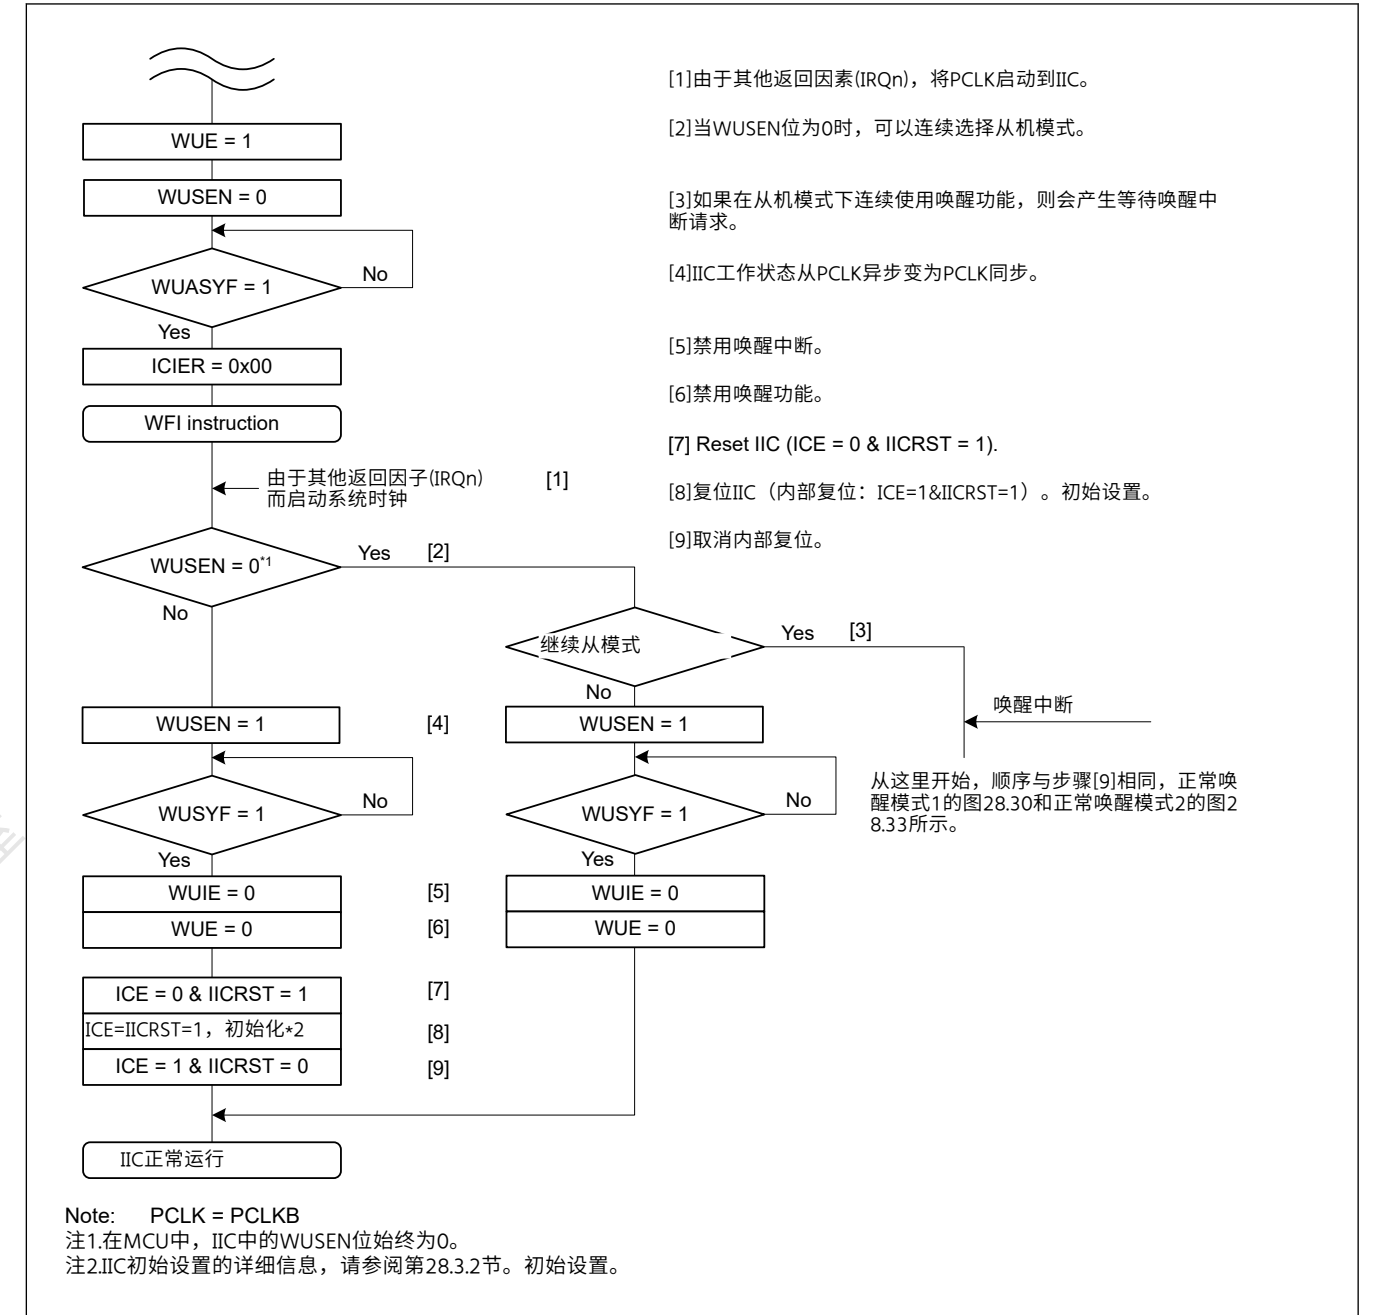 [1]由于其他返回因素(IRQn)，将PCLK启动到IIC。
[2]当WUSEN位为0时，可以连续选择从机模式。
[3]如果在从机模式下连续使用唤醒功能，则会产生等待唤醒中
断请求。
[4]IIC工作状态从PCLK异步变为PCLK同步。
[5]禁用唤醒中断。
[6]禁用唤醒功能。
[7] Reset IIC (ICE = 0 & IICRST = 1).
[8]复位IIC（内部复位：ICE=1&IICRST=1）。初始设置。
[9]取消内部复位。
WUE = 1
WUSEN = 0
WUASYF = 1
No
Yes
ICIER = 0x00
WFI instruction
由于其他返回因子(IRQn)
而启动系统时钟
[1]
WUSEN = 0*1
Yes
[2]
No
继续从模式
Yes
[3]
No
唤醒中断
从这里开始，顺序与步骤[9]相同，正常唤
醒模式1的图28.30和正常唤醒模式2的图2
8.33所示。
WUSEN = 1
[4]
WUSEN = 1
WUSYF = 1
No
Yes
WUSYF = 1
No
Yes
WUIE = 0
[5]
WUIE = 0
WUE = 0
[6]
WUE = 0
ICE = 0 & IICRST = 1
[7]
ICE=IICRST=1，初始化*2
[8]
ICE = 1 & IICRST = 0
[9]
IIC正常运行
Note: PCLK = PCLKB
注1.在MCU中，IIC中的WUSEN位始终为0。
注2.IIC初始设置的详细信息，请参阅第28.3.2节。初始设置。